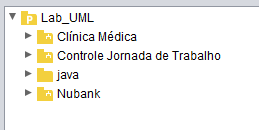 Lab_UML
Clínica Médica
Controle Jornada de Trabalho
java
Nubank